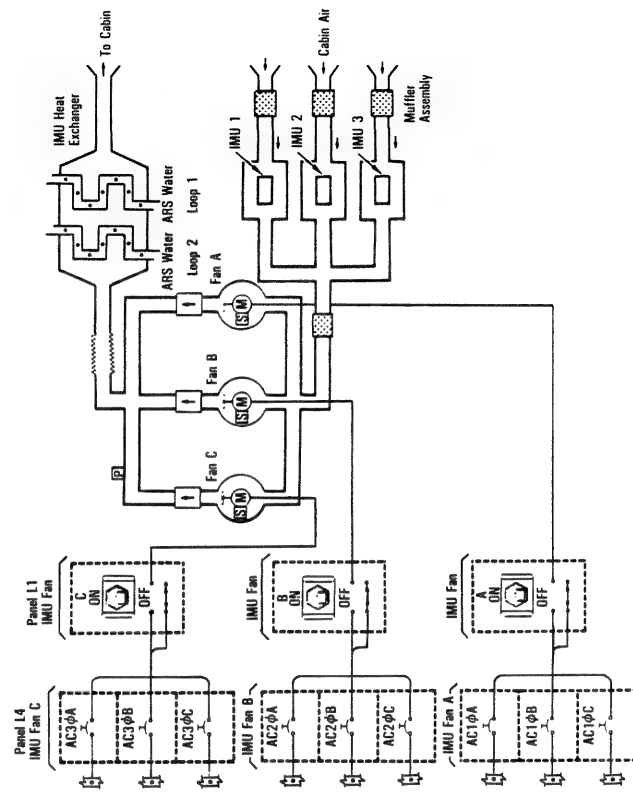 Panel L4
IMU Fan C
AC3ϕA
AC3ϕB
AC3ϕC
IMU Fan B
AC2ϕA
AC2ϕB
AC2ϕC
IMU Fan A
AC1ϕA
AC1ϕB
AC1ϕC
Panel L1
IMU Fan
C
ON
OFF
IMU Fan
B
ON
OFF
IMU Fan
A
ON
OFF
P
Fan C
S
M
Fan B
S
M
Fan A
S
M
ARS Water
Loop 2
ARS Water
Loop 1
IMU Heat
Exchanger
To Cabin
IMU 1
IMU 2
IMU 3
Cabin Air
Muffler
Assembly